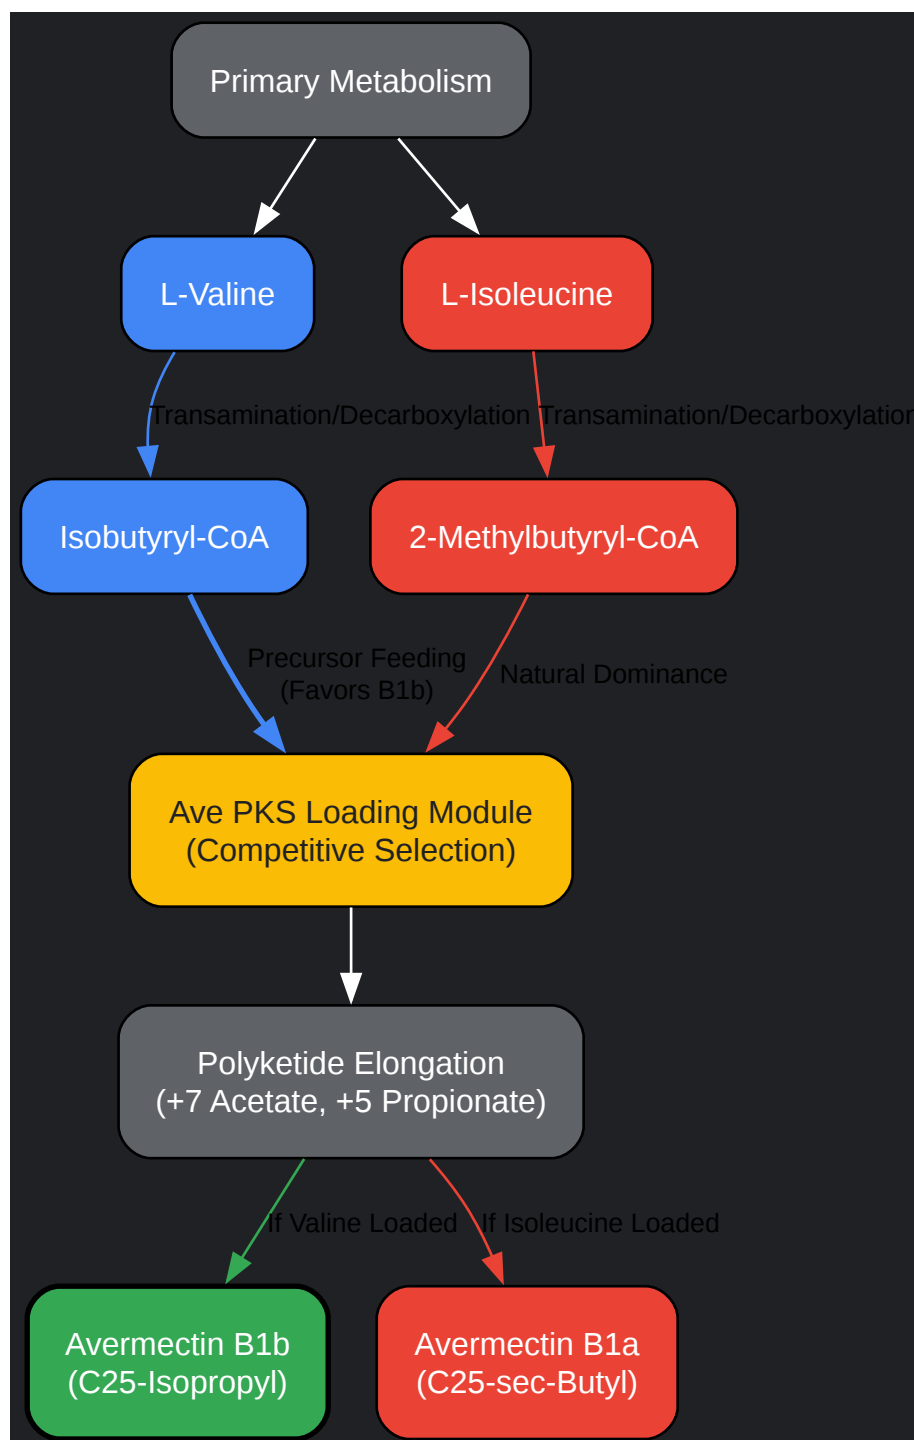 Primary Metabolism
L-Valine
L-Isoleucine
Transamination/Decarboxylation
Transamination/Decarboxylation
Isobutyryl-CoA
2-Methylbutyryl-CoA
Precursor Feeding
(Favors B1b)
Natural Dominance
Ave PKS Loading Module
(Competitive Selection)
Polyketide Elongation
(+7 Acetate, +5 Propionate)
If Valine Loaded
If Isoleucine Loaded
Avermectin B1b
(C25-Isopropyl)
Avermectin B1a
(C25-sec-Butyl)